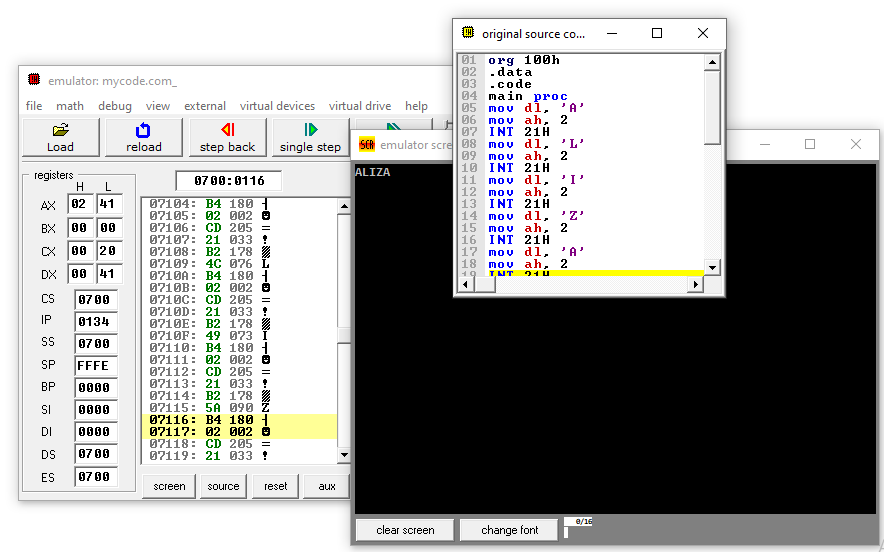 original source co...
01 org 100h
02 .data
03 .code
04 main proc
05 mov dl, 'A'
06 mov ah, 2
07 INT 21H
08 mov dl, 'L'
09 mov ah, 2
10 INT 21H
11 mov dl, 'I'
12 mov ah, 2
13 INT 21H
14 mov dl, 'Z'
15 mov ah, 2
16 INT 21H
17 mov dl, 'A'
18 mov ah, 2
19 INT 21H
emulator: mycode.com_
file math debug view external virtual devices virtual drive help
Load reload step back single step
registers
H L
AX 02 41
BX 00 00
CX 00 20
DX 00 41
CS 0700
IP 0134
SS 0700
SP FFFE
BP 0000
SI 0000
DI 0000
DS 0700
ES 0700
0700:0116
07104: B4 180 ┤
07105: 02 002 ☻
07106: CD 205 =
07107: 21 033 !
07108: B2 178 ▓
07109: 4C 076 L
0710A: B4 180 ┤
0710B: 02 002 ☻
0710C: CD 205 =
0710D: 21 033 !
0710E: B2 178 ▓
0710F: 49 073 I
07110: B4 180 ┤
07111: 02 002 ☻
07112: CD 205 =
07113: 21 033 !
07114: B2 178 ▓
07115: 5A 090 Z
07116: B4 180 ┤
07117: 02 002 ☻
07118: CD 205 =
07119: 21 033 !
screen source reset aux
SCR emulator scre
ALIZA
clear screen change font 0/16